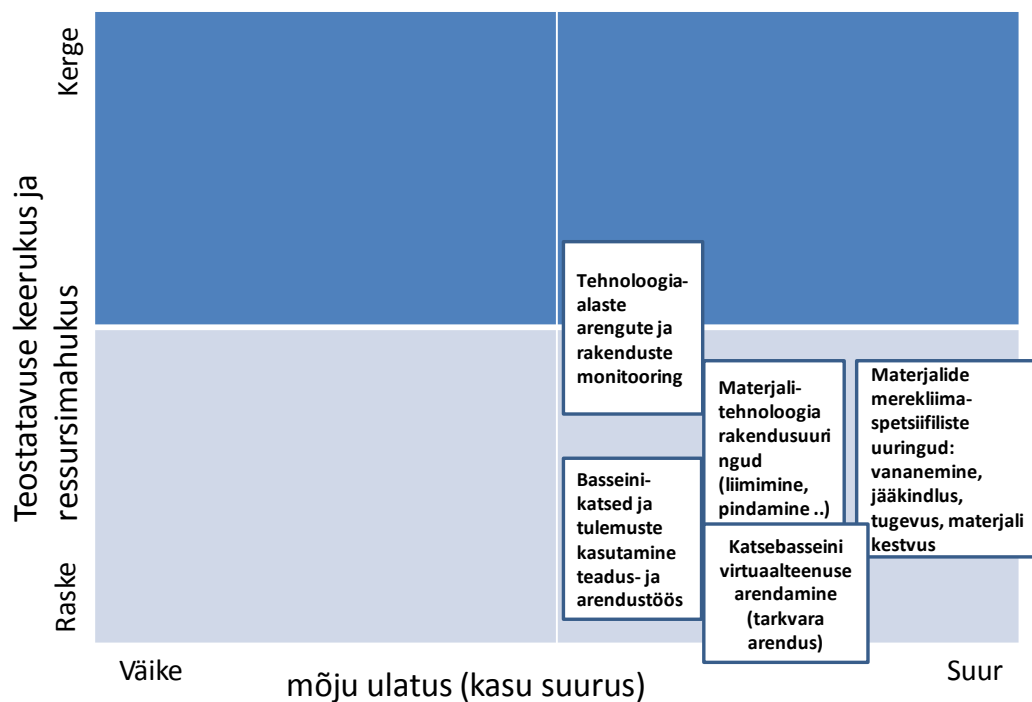 Kerge
Teostatavuse keerukus ja
ressursimahukus
Raske
Tehnoloogia-
alaste
arengute ja
rakenduste
monitooring
Materjali-
tehnoloogia
rakendusuuri
ngud
(liimimine,
pindamine ..)
Materjalide
merekliima-
spetsiifiliste
uuringud:
vananemine,
jääkindlus,
tugevus, materjali
kestvus
Basseini-
katsed ja
tulemuste
kasutamine
teadus- ja
arendustöös
Katsebasseini
virtuaalteenuse
arendamine
(tarkvara
arendus)
Väike
mõju ulatus (kasu suurus)
Suur